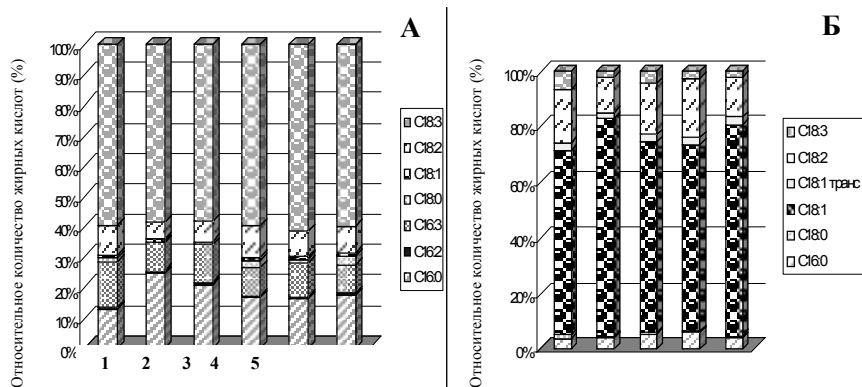 А
Относительное количество жирных кислот (%)
100%
90%
80%
70%
60%
50%
40%
30%
20%
10%
0%
1 2 3 4 5
C18:3
C18:2
C18:1
C18:0
C16:3
C16:2
C16:0
Б
Относительное количество жирных кислот (%)
100%
80%
60%
40%
20%
0%
C18:3
C18:2
C18:1 транс
C18:1
C18:0
C16:0